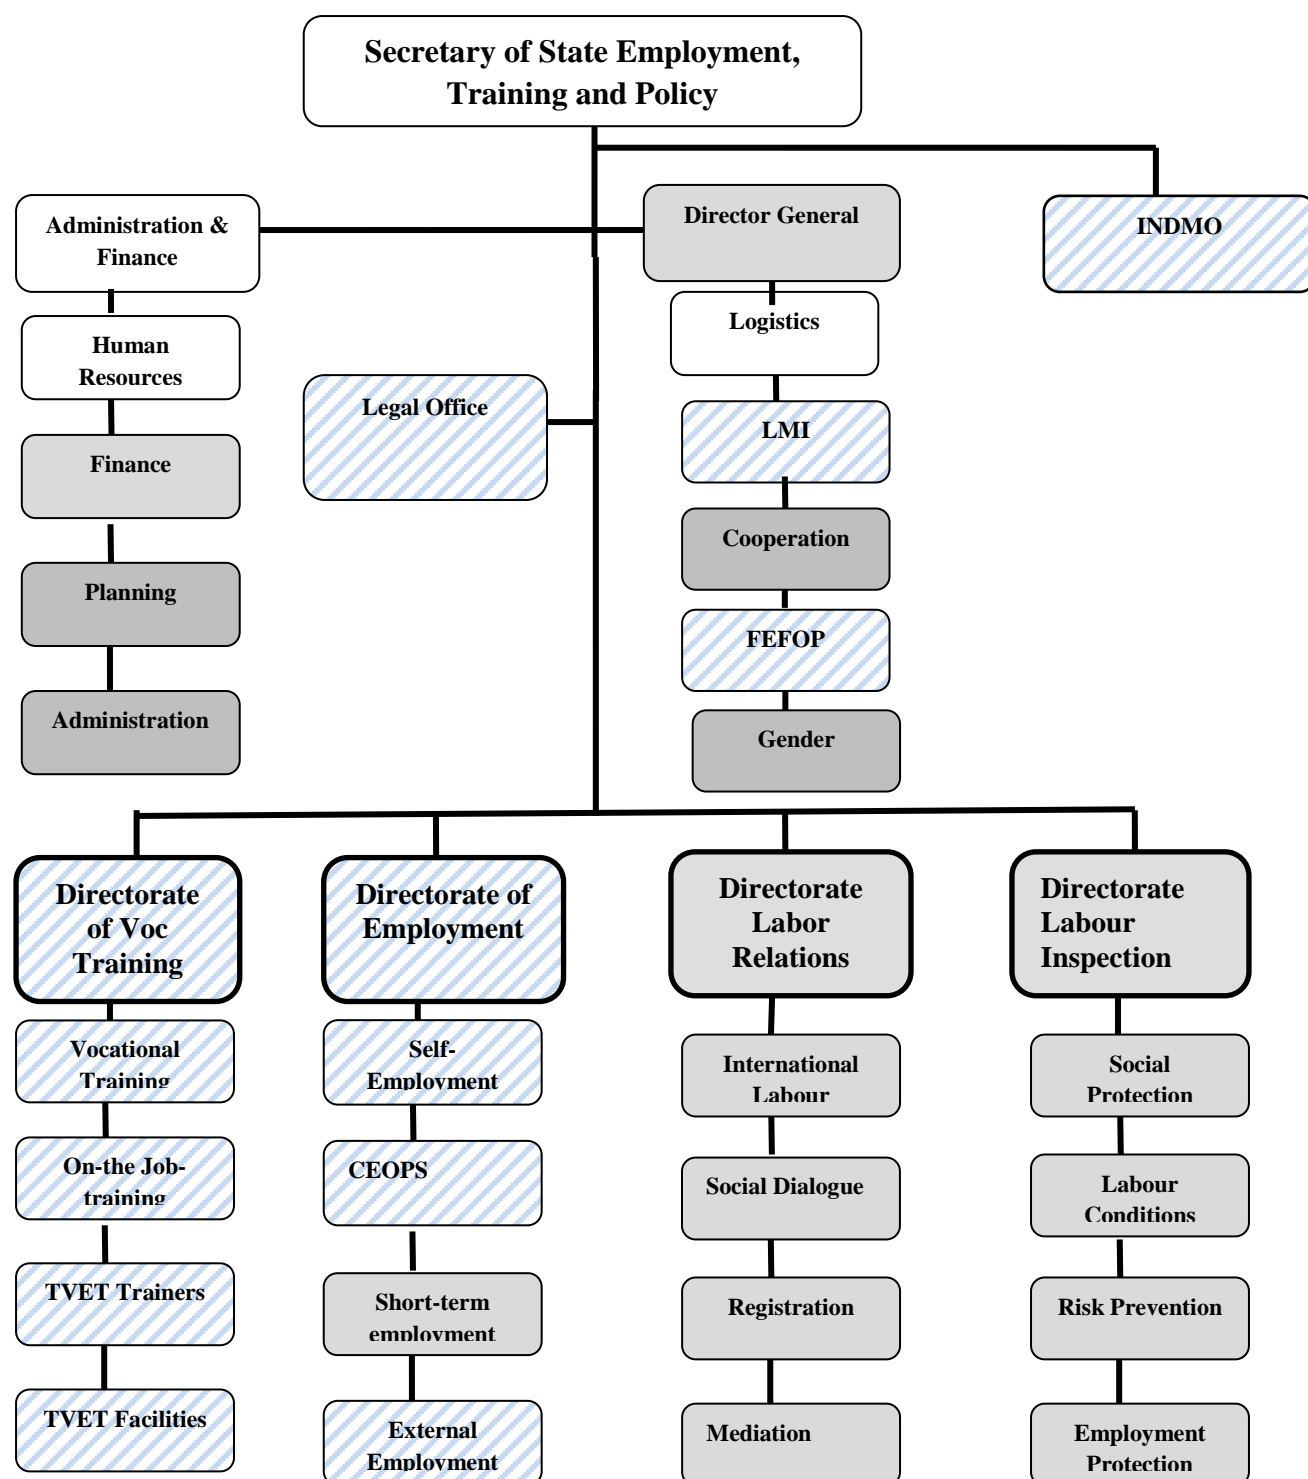 Secretary of State Employment,
Training and Policy
Administration &
Finance
Director General
INDMO
Human
Resources
Logistics
Legal Office
LMI
Finance
Cooperation
Planning
FEFOP
Administration
Gender
Directorate
of Voc
Training
Directorate of
Employment
Directorate
Labor
Relations
Directorate
Labour
Inspection
Vocational
Training
Self-
Employment
International
Labour
Social
Protection
On-the Job-
training
CEOPS
Social Dialogue
Labour
Conditions
TVET Trainers
Short-term
employment
Registration
Risk Prevention
TVET Facilities
External
Employment
Mediation
Employment
Protection